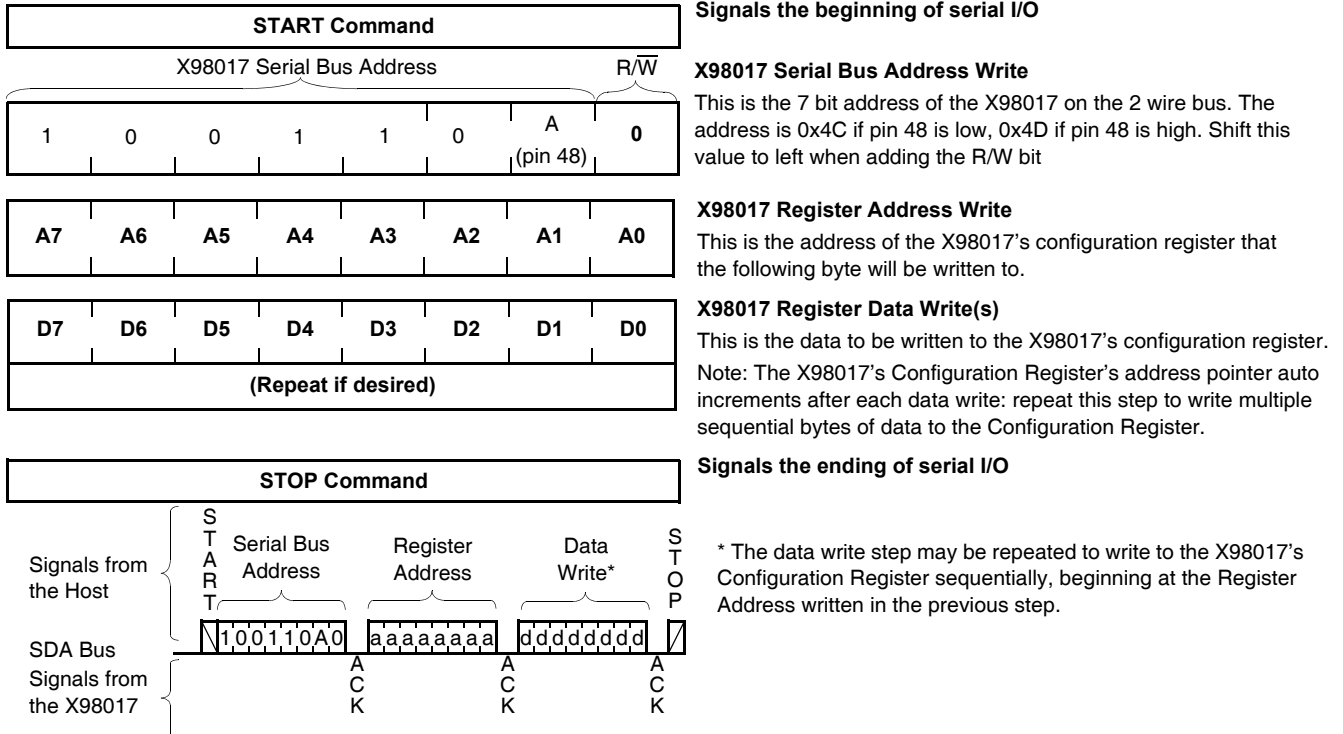 START Command
Signals the beginning of serial I/O
X98017 Serial Bus Address
R/W̅
1 0 0 1 1 0 A (pin 48) 0
X98017 Serial Bus Address Write
This is the 7 bit address of the X98017 on the 2 wire bus. The
address is 0x4C if pin 48 is low, 0x4D if pin 48 is high. Shift this
value to left when adding the R/W bit
A7 A6 A5 A4 A3 A2 A1 A0
X98017 Register Address Write
This is the address of the X98017’s configuration register that
the following byte will be written to.
D7 D6 D5 D4 D3 D2 D1 D0
(Repeat if desired)
X98017 Register Data Write(s)
This is the data to be written to the X98017’s configuration register.
Note: The X98017’s Configuration Register’s address pointer auto
increments after each data write: repeat this step to write multiple
sequential bytes of data to the Configuration Register.
STOP Command
Signals the ending of serial I/O
Signals from
the Host
START
Serial Bus
Address
Register
Address
Data
Write*
STOP
SDA Bus
100110A0
aaaaaaaa
dddddddd
Signals from
the X98017
ACK
ACK
ACK
* The data write step may be repeated to write to the X98017’s
Configuration Register sequentially, beginning at the Register
Address written in the previous step.